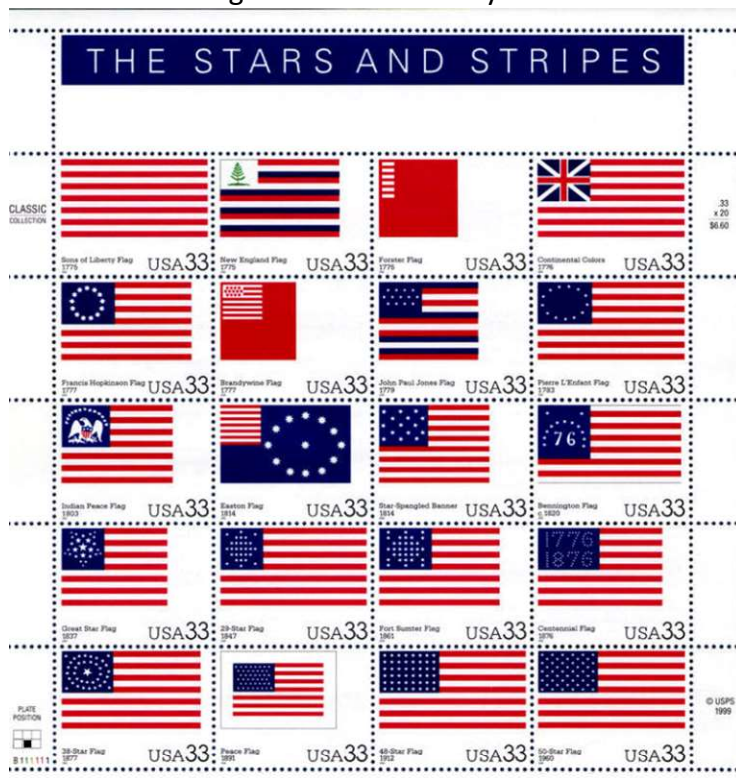 THE STARS AND STRIPES
CLASSIC
COLLECTION
.33
x 20
$6.60
Sons of Liberty Flag
1775
USA33
New England Flag
1775
USA33
Forster Flag
1775
USA33
Continental Colors
1776
USA33
Francis Hopkinson Flag
1777
USA33
Brandywine Flag
1777
USA33
John Paul Jones Flag
1779
USA33
Pierre L'Enfant Flag
1783
USA33
Indian Peace Flag
1803
USA33
Easton Flag
1814
USA33
Star-Spangled Banner
1814
USA33
76
Bennington Flag
c.1820
USA33
Great Star Flag
1837
USA33
29-Star Flag
1847
USA33
Fort Sumter Flag
1861
USA33
1776
1876
Centennial Flag
1876
USA33
38-Star Flag
1877
USA33
Peace Flag
1891
USA33
48-Star Flag
1912
USA33
50-Star Flag
1960
USA33
PLATE
POSITION
© USPS
1999